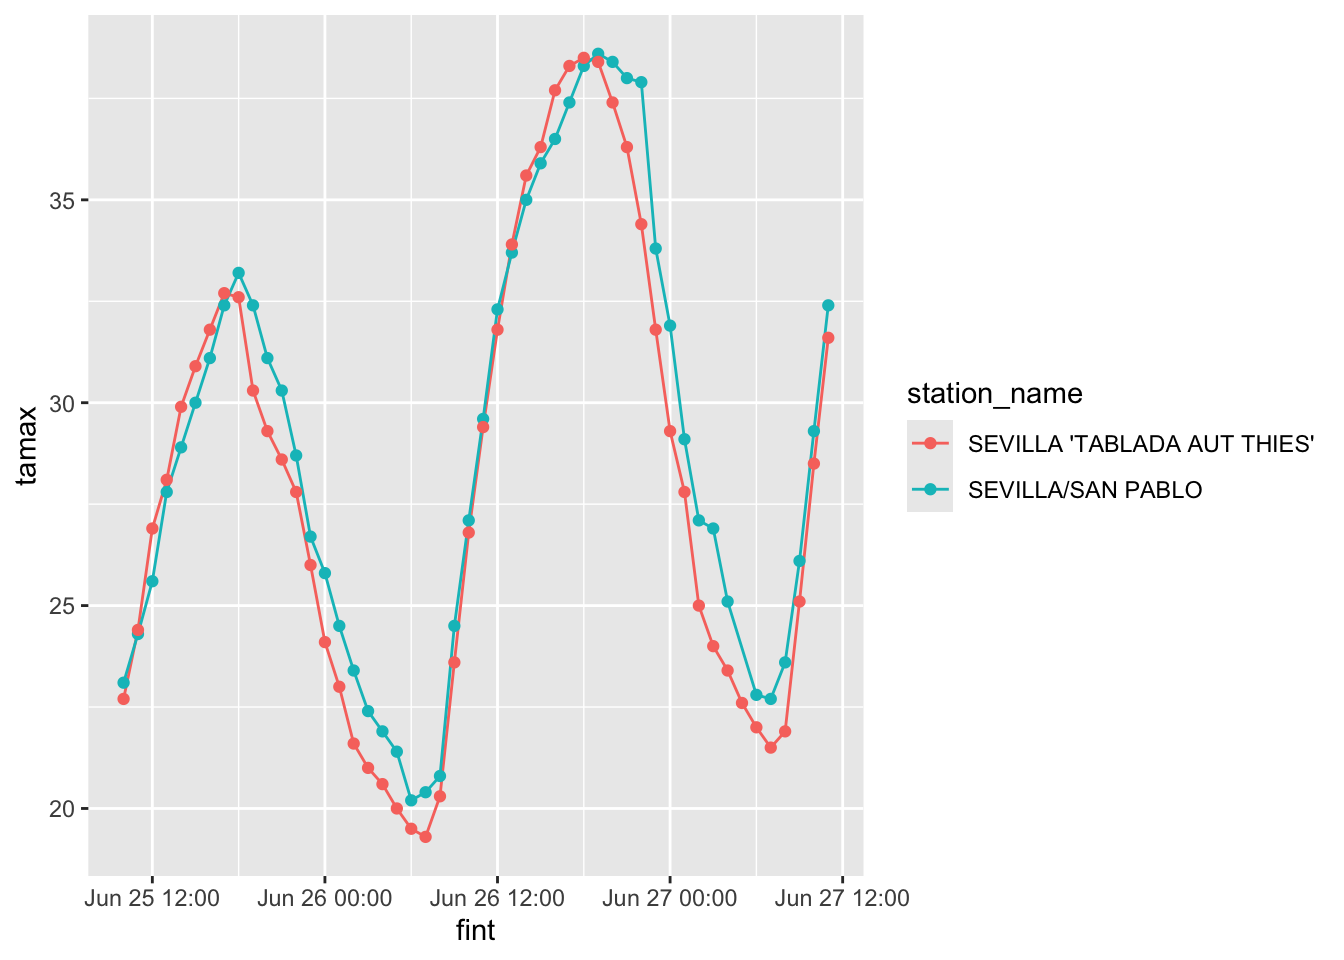 tamax
35
30
25
20
Jun 25 12:00
Jun 26 00:00
Jun 26 12:00
Jun 27 00:00
Jun 27 12:00
fint
station_name
SEVILLA 'TABLADA AUT THIES'
SEVILLA/SAN PABLO